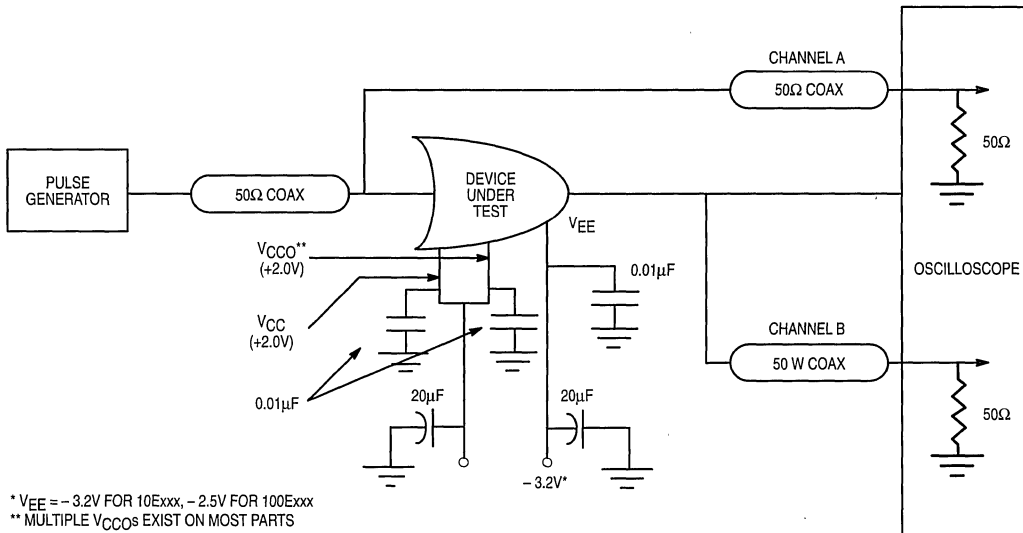 CHANNEL A
50Ω COAX
50Ω
PULSE
GENERATOR
50Ω COAX
DEVICE
UNDER
TEST
VEE
VCCO**
(+2.0V)
0.01µF
OSCILLOSCOPE
VCC
(+2.0V)
CHANNEL B
50 W COAX
0.01µF
20µF
20µF
50Ω
– 3.2V*
* VEE = – 3.2V FOR 10Exxx, – 2.5V FOR 100Exxx
** MULTIPLE VCCOs EXIST ON MOST PARTS